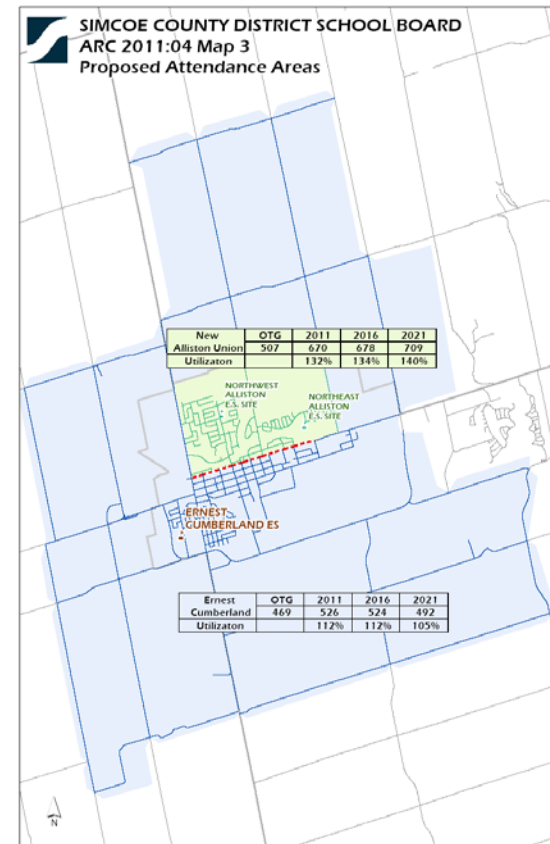 SIMCOE COUNTY DISTRICT SCHOOL BOARD
ARC 2011:04 Map 3
Proposed Attendance Areas
New OTG 2011 2016 2021
Alliston Union 507 670 678 709
Utilizaton 132% 134% 140%
NORTHWEST
ALLISTON
E.S. SITE
NORTHEAST
ALLISTON
E.S. SITE
ERNEST
CUMBERLAND ES
Ernest OTG 2011 2016 2021
Cumberland 469 526 524 492
Utilizaton 112% 112% 105%
N